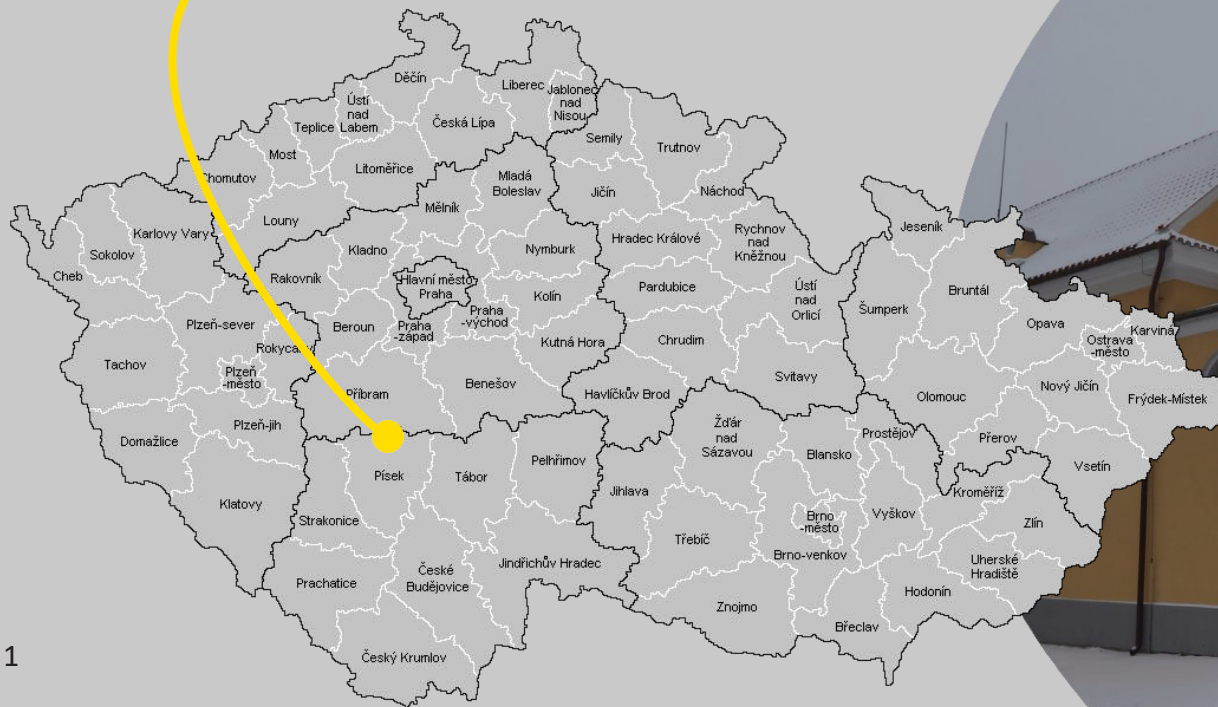 Děčín
Liberec
Jablonec
nad
Nisou
Ústí
nad
Labem
Teplice
Česká Lípa
Most
Semily
Trutnov
Litoměřice
Chomutov
Mladá
Boleslav
Jičín
Náchod
Mělník
Louny
Karlovy Vary
Jeseník
Sokolov
Cheb
Kladno
Nymburk
Hradec Králové
Rychnov
nad
Kněžnou
Rakovník
Hlavní město
Praha
Kolín
Pardubice
Ústí
nad
Orlicí
Šumperk
Bruntál
Plzeň-sever
Beroun
Praha
-západ
Praha
-východ
Opava
Karviná
Ostrava
-město
Rokycany
Kutná Hora
Chrudim
Tachov
Plzeň
-město
Svitavy
Příbram
Benešov
Havlíčkův Brod
Olomouc
Nový Jičín
Frýdek-Místek
Plzeň-jih
Domažlice
Žďár
nad
Sázavou
Prostějov
Přerov
Blansko
Pelhřimov
Vsetín
Písek
Tábor
Jihlava
Kroměříž
Klatovy
Strakonice
Brno
-město
Vyškov
Zlín
Třebíč
Brno-venkov
Jindřichův Hradec
Uherské
Hradiště
České
Budějovice
Prachatice
Hodonín
Znojmo
Břeclav
Český Krumlov
1